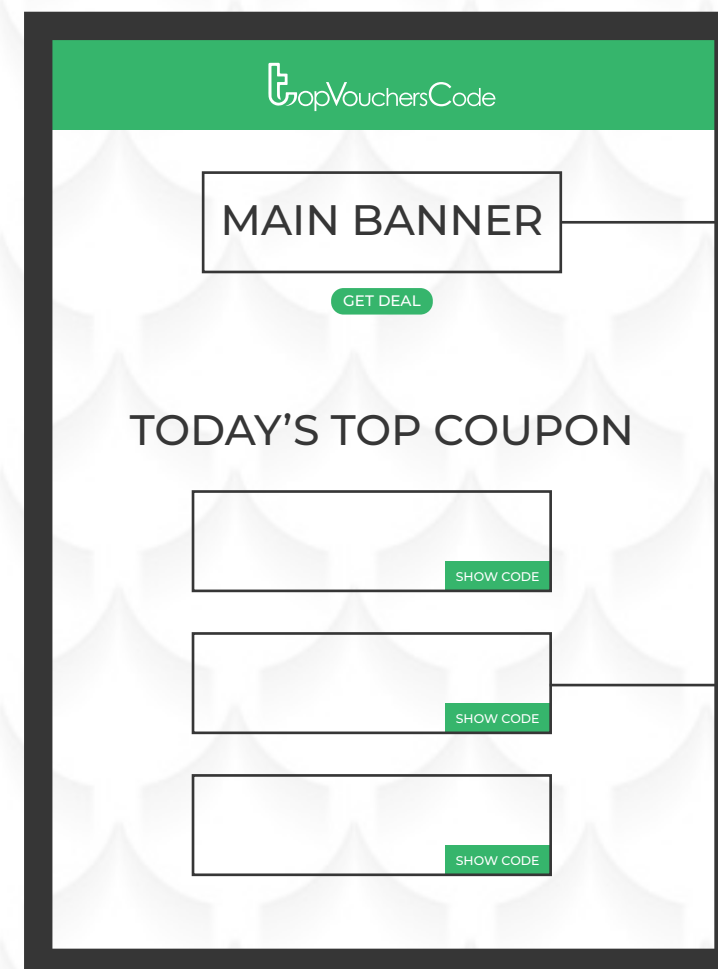 topVouchersCode
MAIN BANNER
GET DEAL
TODAY'S TOP COUPON
SHOW CODE
SHOW CODE
SHOW CODE